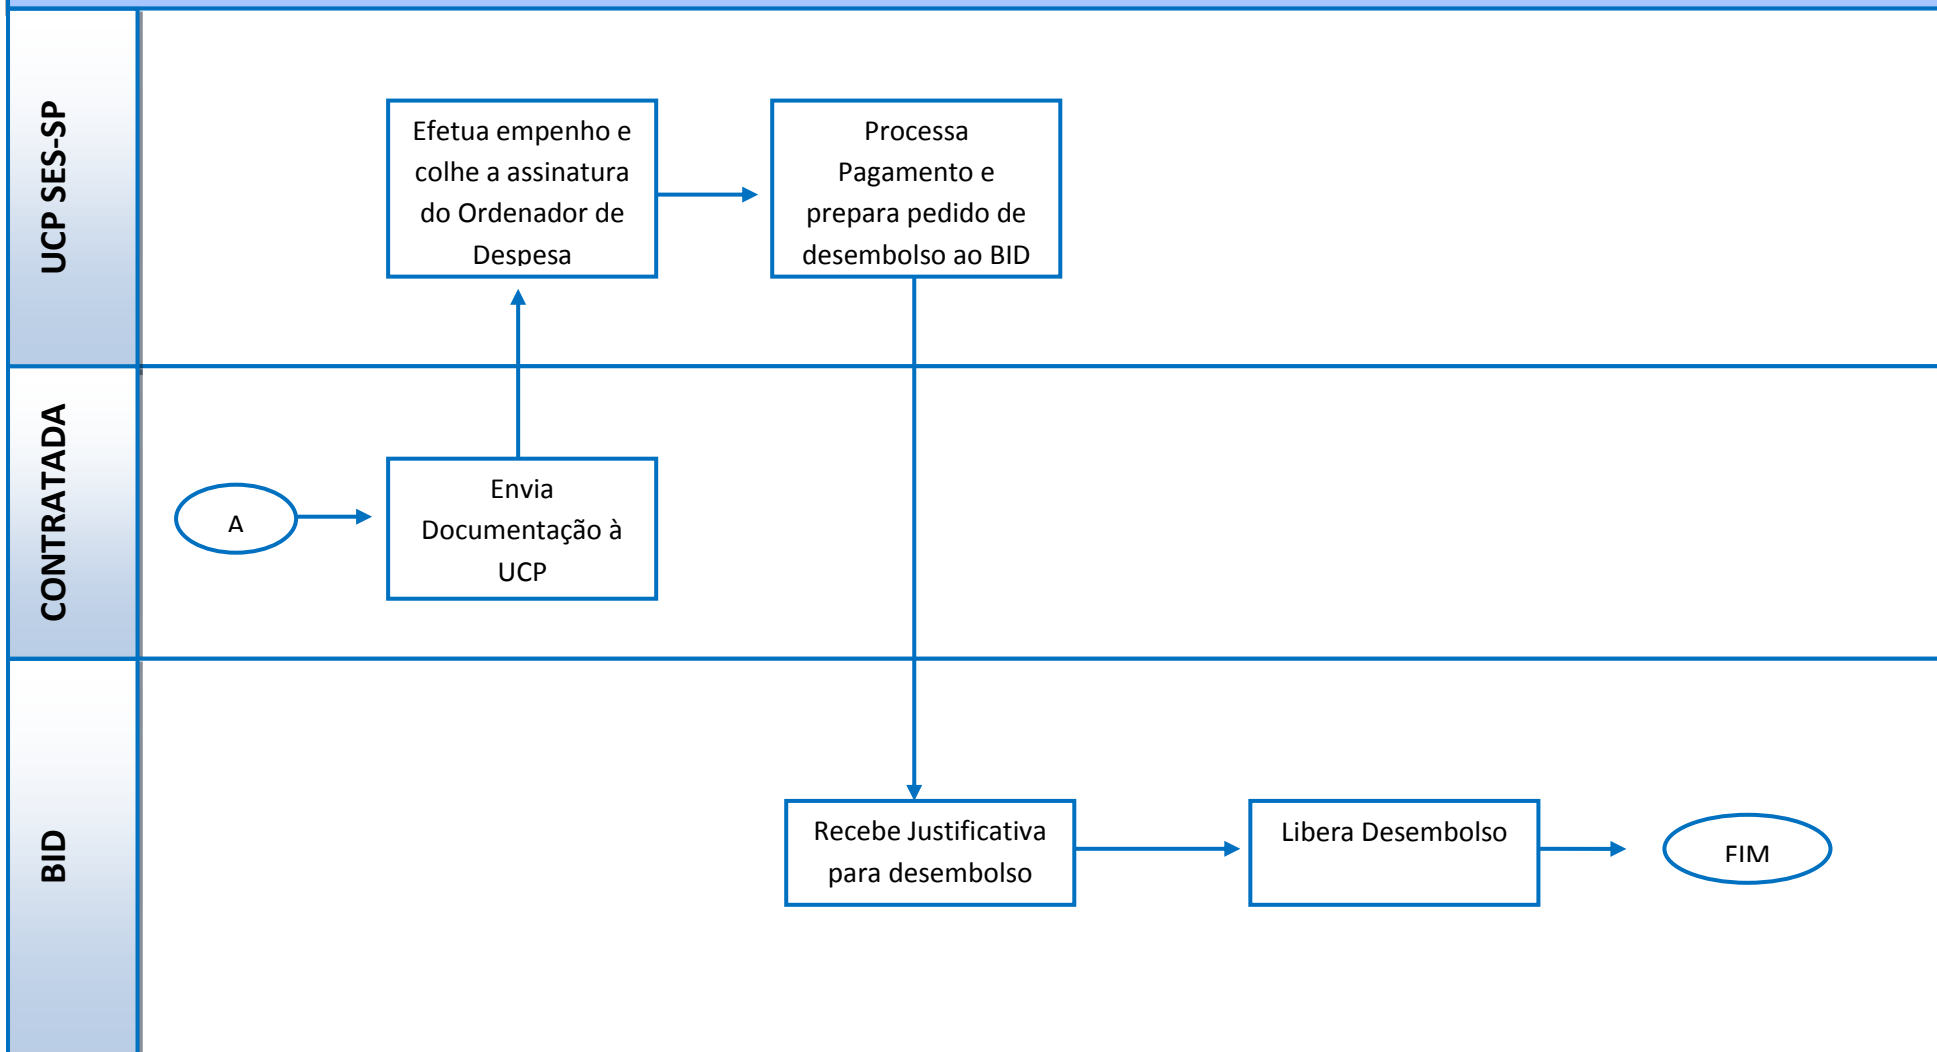 UCP SES-SP
Efetua empenho e
colhe a assinatura
do Ordenador de
Despesa
Processa
Pagamento e
prepara pedido de
desembolso ao BID
CONTRATADA
A
Envia
Documentação à
UCP
BID
Recebe Justificativa
para desembolso
Libera Desembolso
FIM